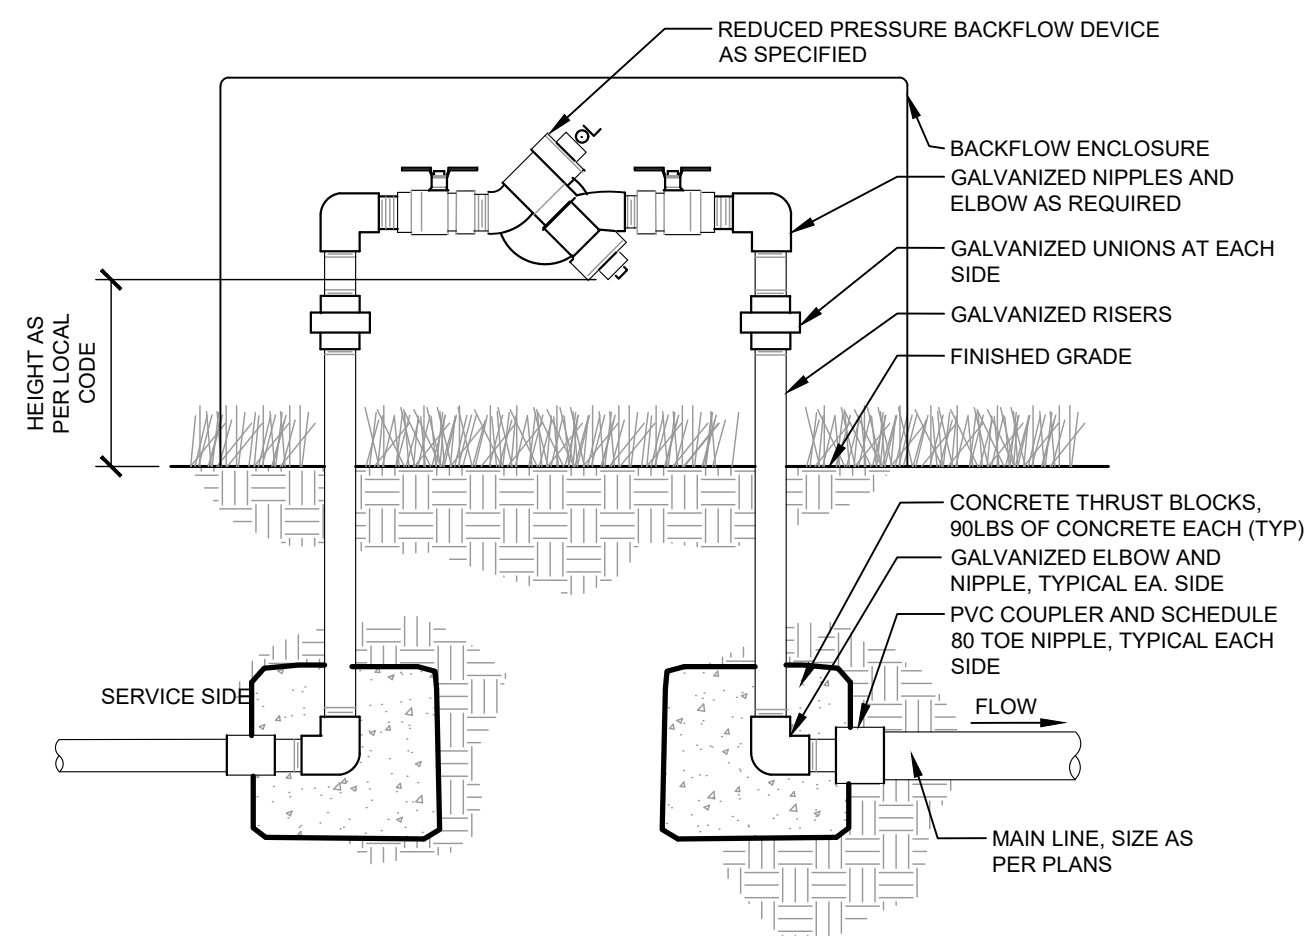 REDUCED PRESSURE BACKFLOW DEVICE
AS SPECIFIED
BACKFLOW ENCLOSURE
GALVANIZED NIPPLES AND
ELBOW AS REQUIRED
GALVANIZED UNIONS AT EACH
SIDE
GALVANIZED RISERS
FINISHED GRADE
HEIGHT AS
PER LOCAL
CODE
CONCRETE THRUST BLOCKS,
90LBS OF CONCRETE EACH (TYP)
GALVANIZED ELBOW AND
NIPPLE, TYPICAL EA. SIDE
PVC COUPLER AND SCHEDULE
80 TOE NIPPLE, TYPICAL EACH
SIDE
SERVICE SIDE
FLOW
MAIN LINE, SIZE AS
PER PLANS